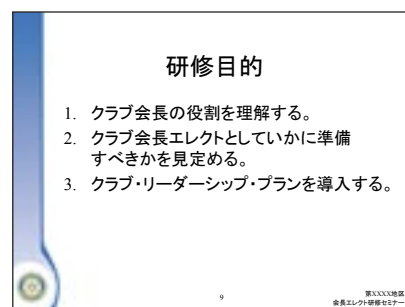 研修目的
1. クラブ会長の役割を理解する。
2. クラブ会長エレクトとしていかに準備
すべきかを見定める。
3. クラブ・リーダーシップ・プランを導入する。
9
第XXXX地区
会長エレクト研修セミナー